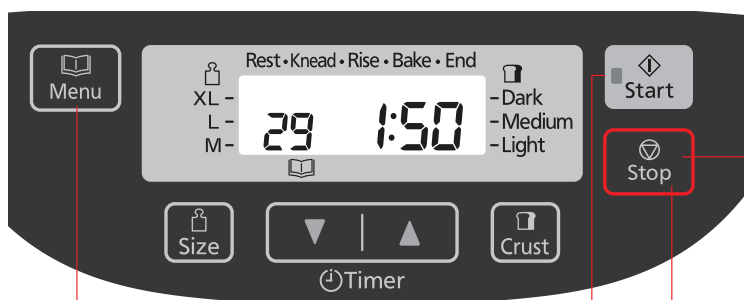 Menu
Rest • Knead • Rise • Bake • End
XL –
L –
M –
29
1:50
– Dark
– Medium
– Light
Start
Stop
Size
Timer
Crust